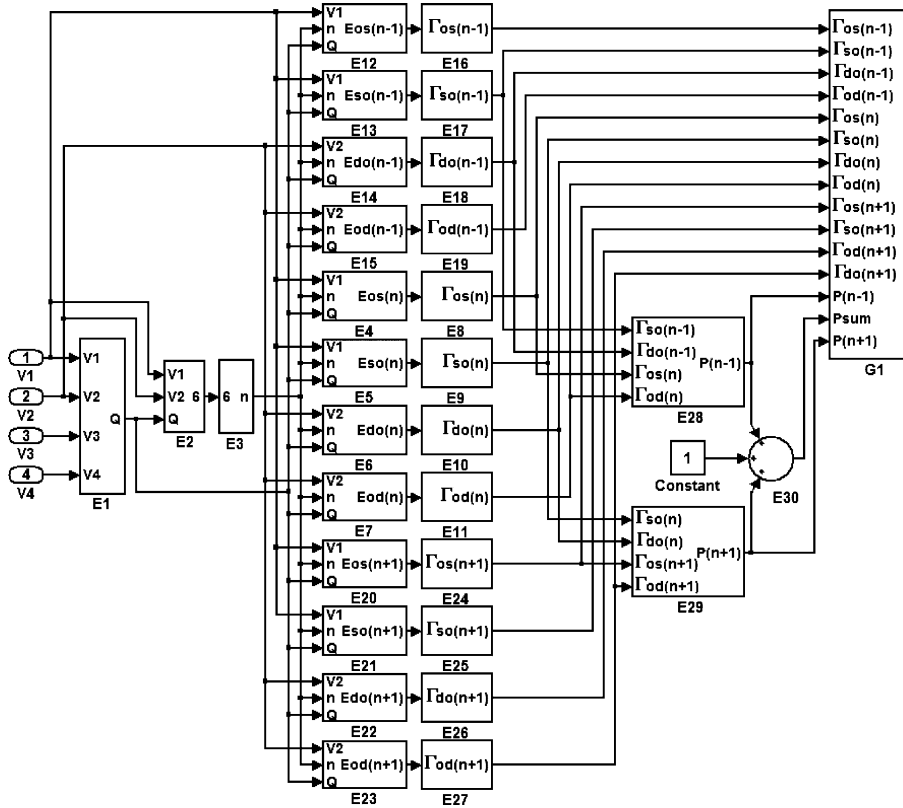 1
V1
2
V2
3
V3
4
V4
V1
V2
V3
V4
Q
E1
V1
V2 6
Q
E2
6 n
E3
V1
n Eos(n-1)
Q
E12
Γos(n-1)
E16
V1
n Eso(n-1)
Q
E13
Γso(n-1)
E17
V2
n Edo(n-1)
Q
E14
Γdo(n-1)
E18
V2
n Eod(n-1)
Q
E15
Γod(n-1)
E19
V1
n Eos(n)
Q
E4
Γos(n)
E8
V1
n Eso(n)
Q
E5
Γso(n)
E9
V2
n Edo(n)
Q
E6
Γdo(n)
E10
V2
n Eod(n)
Q
E7
Γod(n)
E11
V1
n Eos(n+1)
Q
E20
Γos(n+1)
E24
V1
n Eso(n+1)
Q
E21
Γso(n+1)
E25
V2
n Edo(n+1)
Q
E22
Γdo(n+1)
E26
V2
n Eod(n+1)
Q
E23
Γod(n+1)
E27
Γso(n-1)
Γdo(n-1)
P(n-1)
Γos(n)
Γod(n)
E28
1
Constant
+
+
+
E30
Γso(n)
Γdo(n)
P(n+1)
Γos(n+1)
Γod(n+1)
E29
Γos(n-1)
Γso(n-1)
Γdo(n-1)
Γod(n-1)
Γos(n)
Γso(n)
Γdo(n)
Γod(n)
Γos(n+1)
Γso(n+1)
Γod(n+1)
Γdo(n+1)
P(n-1)
Psum
P(n+1)
G1